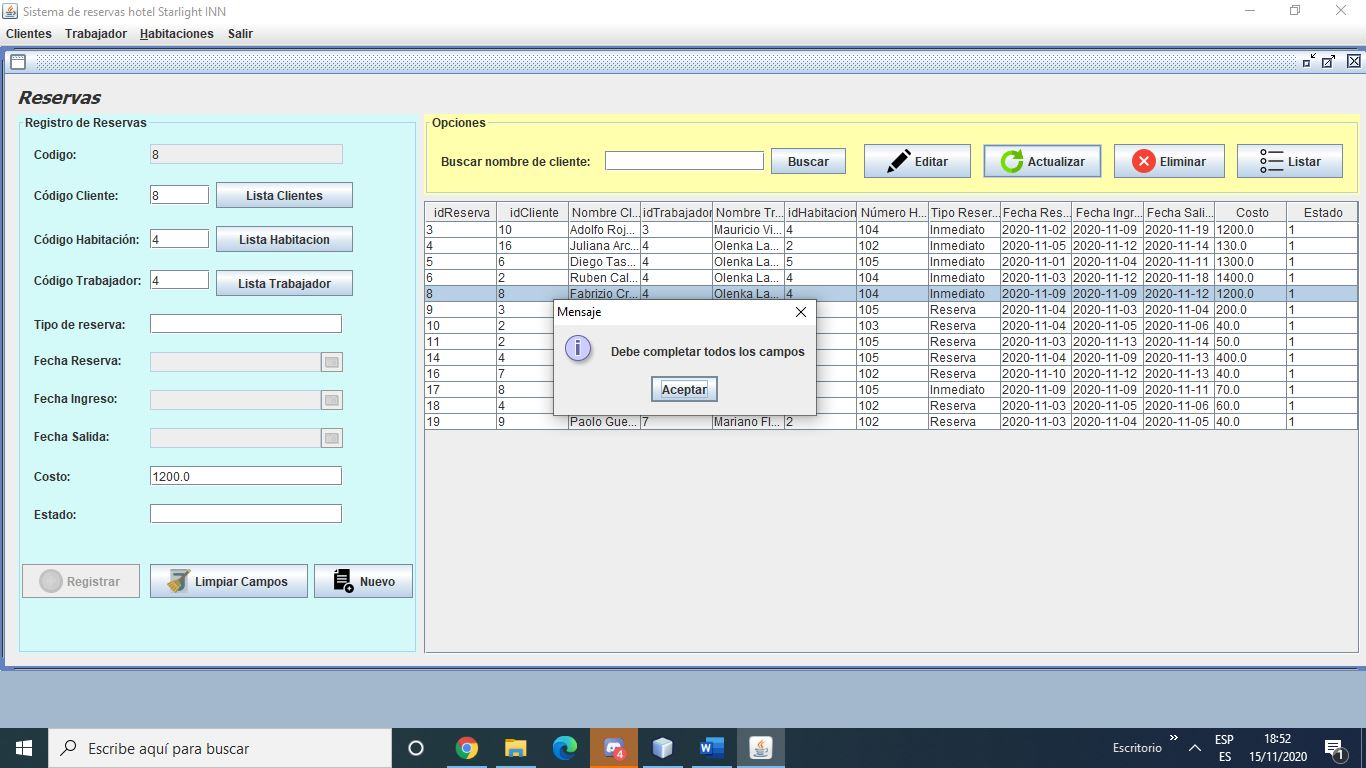 Sistema de reservas hotel Starlight INN
Clientes Trabajador Habitaciones Salir
Reservas
Registro de Reservas
Codigo: 8
Código Cliente: 8 Lista Clientes
Código Habitación: 4 Lista Habitacion
Código Trabajador: 4 Lista Trabajador
Tipo de reserva:
Fecha Reserva:
Fecha Ingreso:
Fecha Salida:
Costo: 1200.0
Estado:
Registrar Limpiar Campos Nuevo
Opciones
Buscar nombre de cliente: Buscar Editar Actualizar Eliminar Listar
idReserva idCliente Nombre Cl... idTrabajador Nombre Tr... idHabitacion Número H... Tipo Reser... Fecha Res... Fecha Ingr... Fecha Sali... Costo Estado
3 10 Adolfo Roj... 3 Mauricio Vi... 4 104 Inmediato 2020-11-02 2020-11-09 2020-11-19 1200.0 1
4 16 Juliana Arc... 4 Olenka La... 2 102 Inmediato 2020-11-05 2020-11-12 2020-11-14 130.0 1
5 6 Diego Tas... 4 Olenka La... 5 105 Inmediato 2020-11-01 2020-11-04 2020-11-11 1300.0 1
6 2 Ruben Cal... 4 Olenka La... 4 104 Inmediato 2020-11-03 2020-11-12 2020-11-18 1400.0 1
8 8 Fabrizio Cr... 4 Olenka La... 4 104 Inmediato 2020-11-09 2020-11-09 2020-11-12 1200.0 1
9 3 105 Reserva 2020-11-04 2020-11-03 2020-11-04 200.0 1
10 2 103 Reserva 2020-11-04 2020-11-05 2020-11-06 40.0 1
11 2 105 Reserva 2020-11-03 2020-11-13 2020-11-14 50.0 1
14 4 105 Reserva 2020-11-04 2020-11-09 2020-11-13 400.0 1
16 7 102 Reserva 2020-11-10 2020-11-12 2020-11-13 40.0 1
17 8 105 Inmediato 2020-11-09 2020-11-09 2020-11-11 70.0 1
18 4 102 Reserva 2020-11-03 2020-11-05 2020-11-06 60.0 1
19 9 Paolo Gue... 7 Mariano Fl... 2 102 Reserva 2020-11-03 2020-11-04 2020-11-05 40.0 1
Mensaje
Debe completar todos los campos
Aceptar
Escribe aquí para buscar
4
Escritorio
ESP
ES
18:52
15/11/2020
1